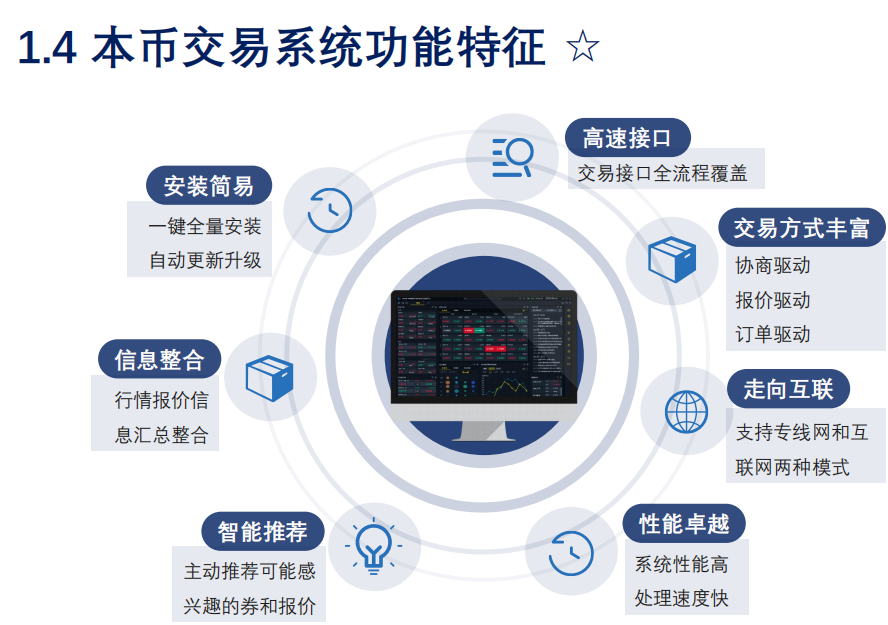 1.4 本币交易系统功能特征 ☆
高速接口
交易接口全流程覆盖
交易方式丰富
协商驱动
报价驱动
订单驱动
走向互联
支持专线网和互
联网两种模式
性能卓越
系统性能高
处理速度快
智能推荐
主动推荐可能感
兴趣的券和报价
信息整合
行情报价信
息汇总整合
安装简易
一键全量安装
自动更新升级